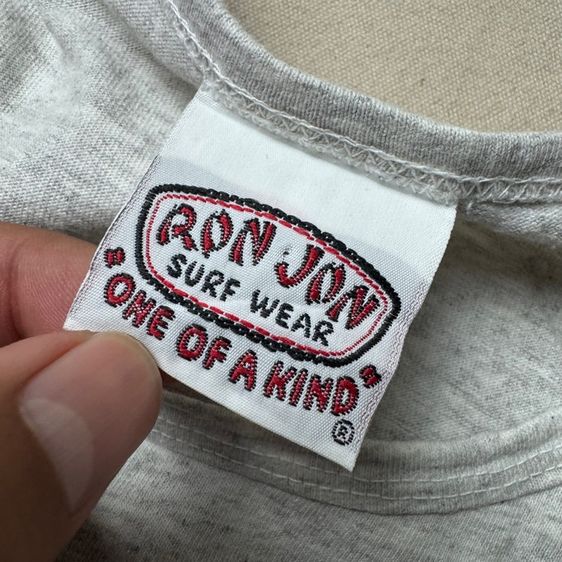 RON JON
SURF WEAR
"ONE OF A KIND"
®